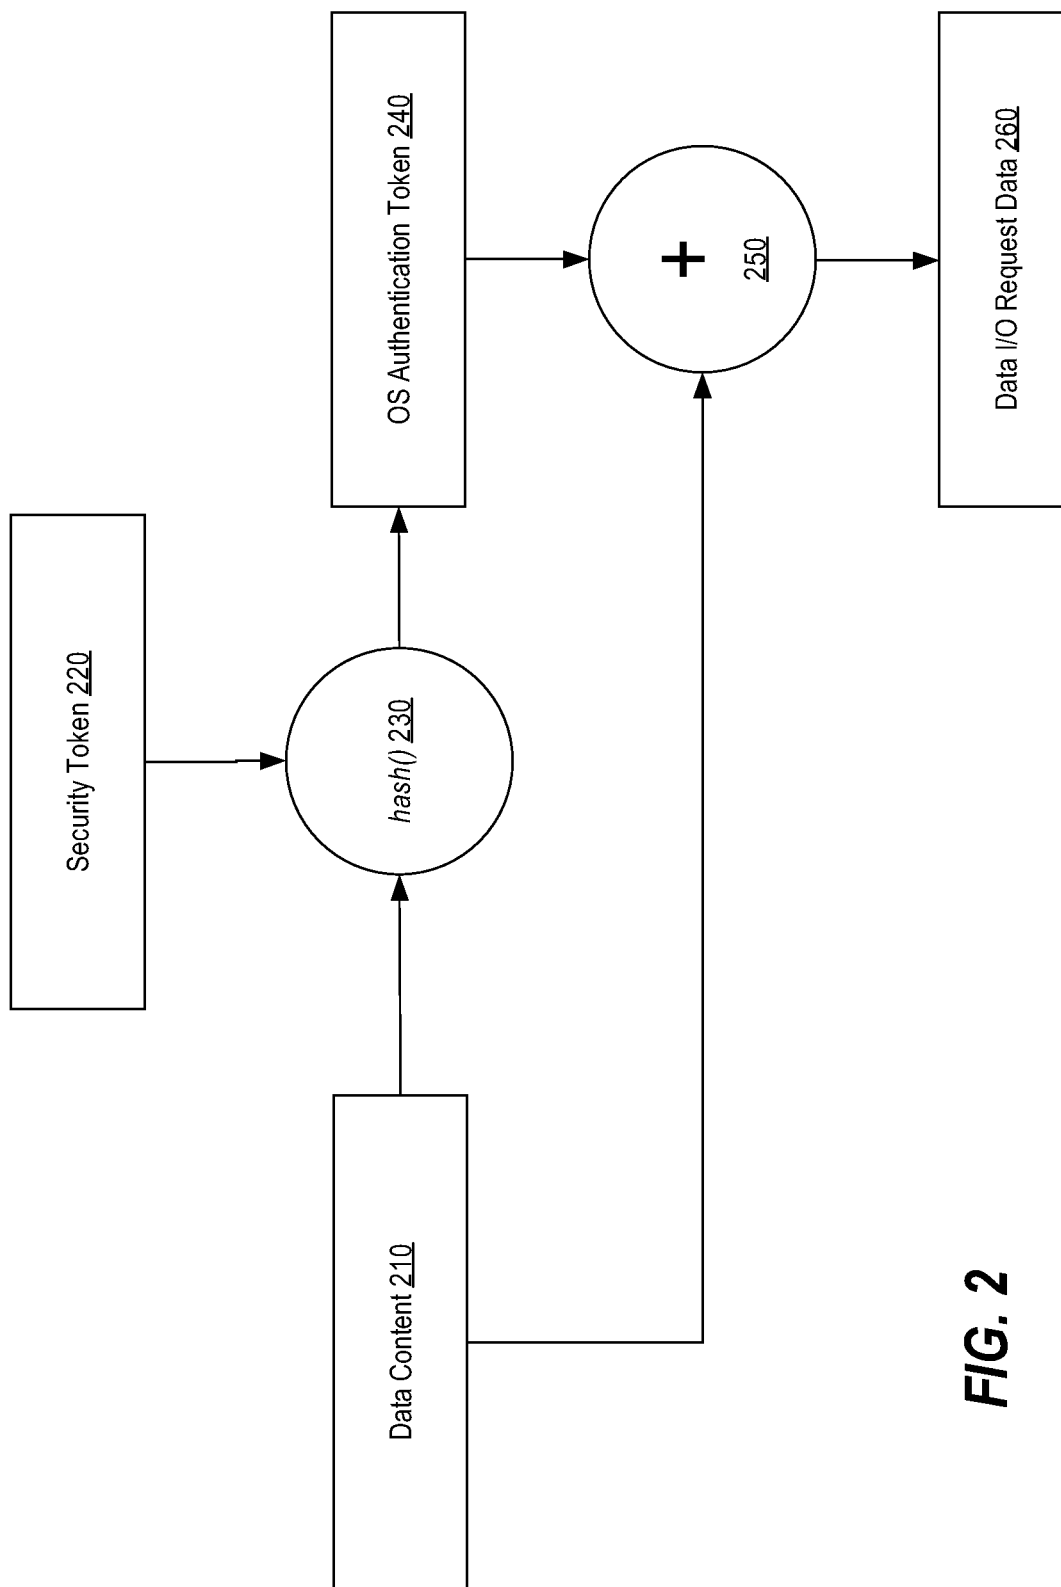 Security Token 220
Data Content 210
hash() 230
OS Authentication Token 240
+
250
Data I/O Request Data 260
FIG. 2